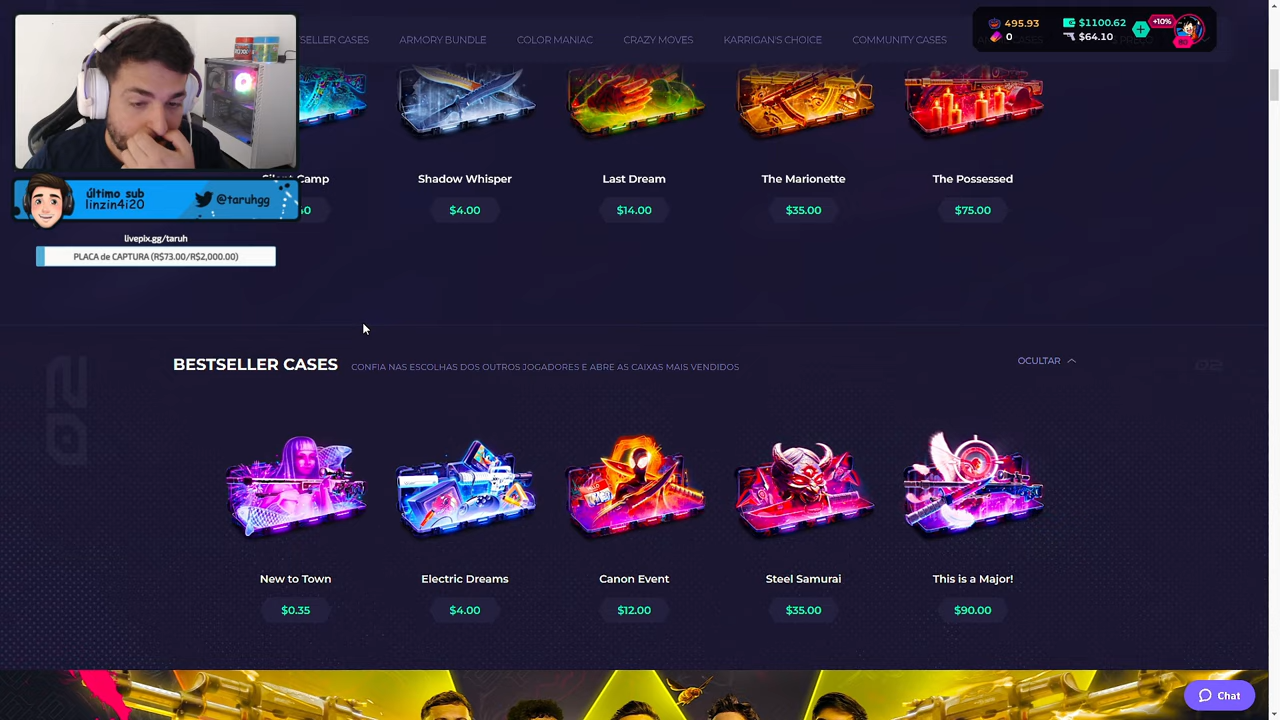 495.93
$1100.62
+10%
0
$64.10
90
SELLER CASES
ARMORY BUNDLE
COLOR MANIAC
CRAZY MOVES
KARRIGAN'S CHOICE
COMMUNITY CASES
Camp
Shadow Whisper
Last Dream
The Marionette
The Possessed
$4.00
$14.00
$35.00
$75.00
último sub
linzin4i20
@taruhgg
livepix.gg/taruh
PLACA de CAPTURA (R$73.00/R$2,000.00)
02
BESTSELLER CASES
CONFIA NAS ESCOLHAS DOS OUTROS JOGADORES E ABRE AS CAIXAS MAIS VENDIDOS
OCULTAR
02
New to Town
Electric Dreams
Canon Event
Steel Samurai
This is a Major!
$0.35
$4.00
$12.00
$35.00
$90.00
Chat